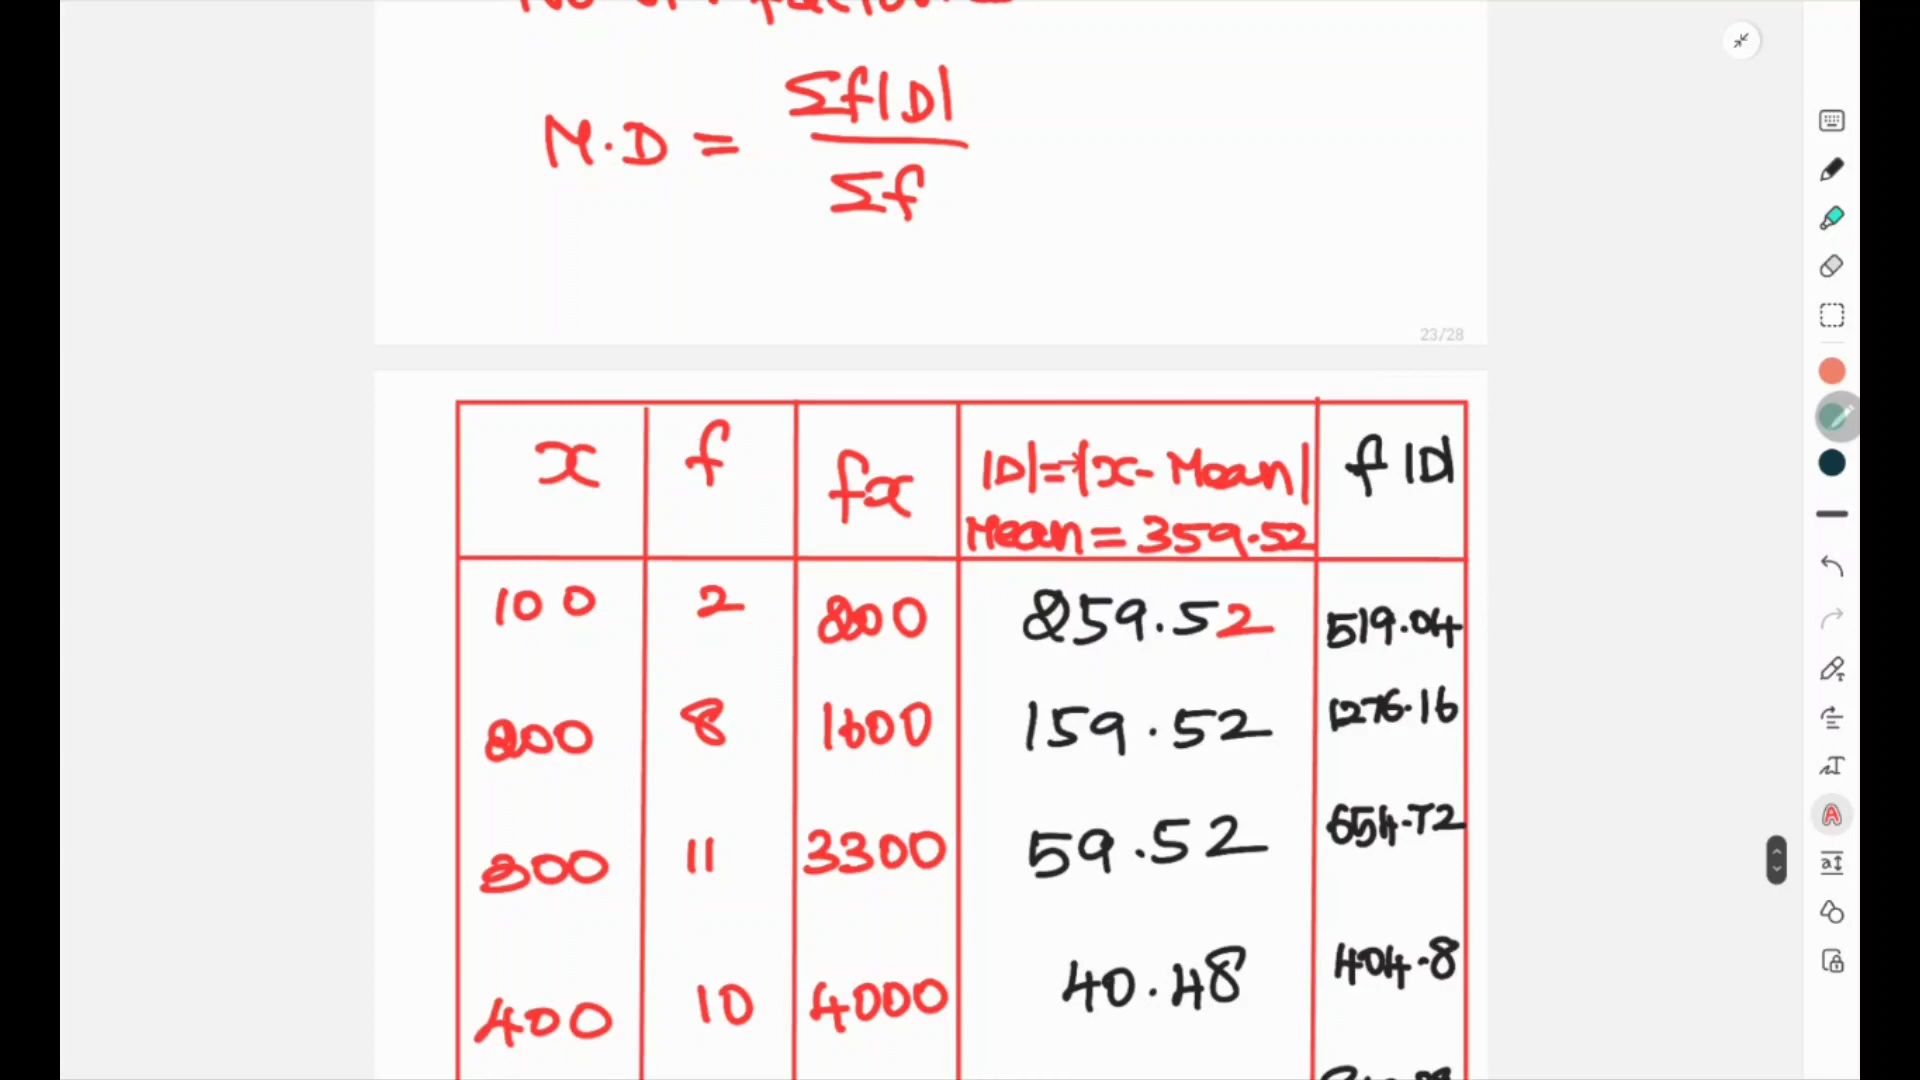 M.D = Σf|D|
Σf
23/28
x f fx |D|=|x- Mean| f|D|
Mean = 359.52
100 2 200 259.52 519.04
200 8 1600 159.52 1276.16
300 11 3300 59.52 654.72
400 10 4000 40.48 404.8